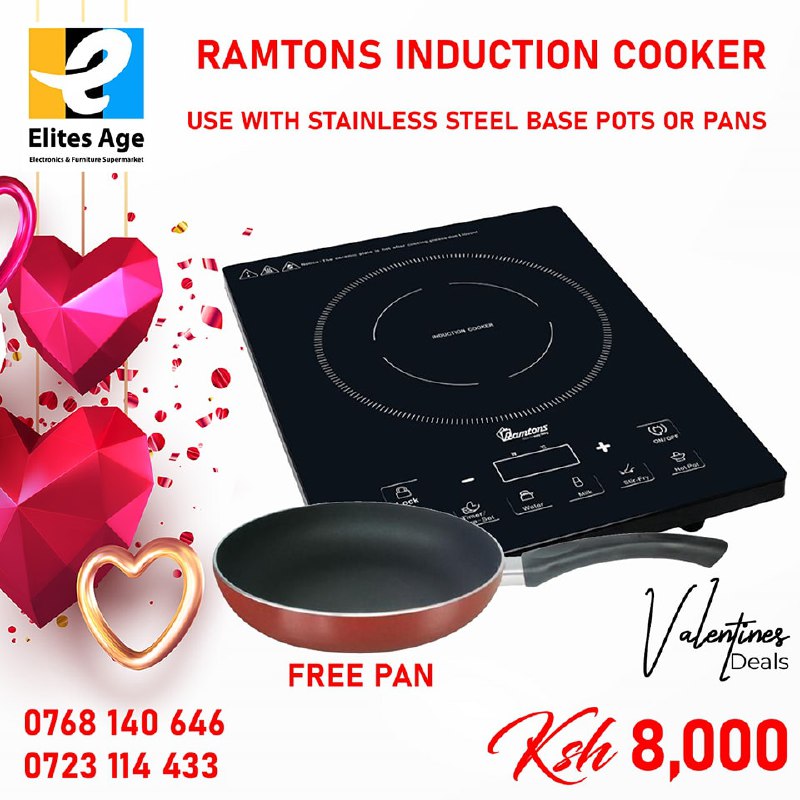 Elites Age
Electronics & Furniture Supermarket
RAMTONS INDUCTION COOKER
USE WITH STAINLESS STEEL BASE POTS OR PANS
INDUCTION COOKER
Ramtons
ON/OFF
- +
Lock
Water
Milk
Stir-Fry
Hot Pot
FREE PAN
Valentines
Deals
0768 140 646
0723 114 433
Ksh 8,000